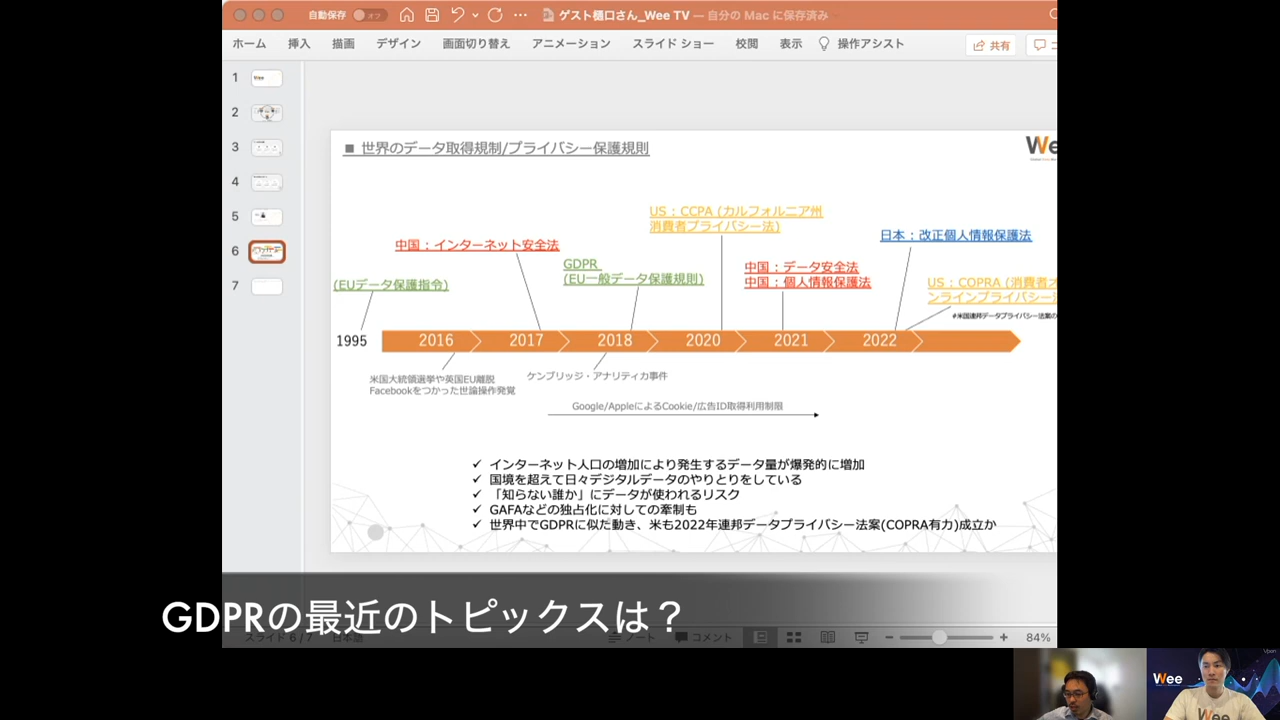 自動保存 オフ ゲスト樋口さん_Wee TV — 自分の Mac に保存済み
ホーム 挿入 描画 デザイン 画面切り替え アニメーション スライド ショー 校閲 表示 操作アシスト 共有 コ
1
2
3
4
5
6
7
■ 世界のデータ取得規制/プライバシー保護規則
Wee
US：CCPA (カルフォルニア州
消費者プライバシー法)
日本：改正個人情報保護法
中国：インターネット安全法
GDPR
(EU一般データ保護規則)
中国：データ安全法
中国：個人情報保護法
(EUデータ保護指令)
US：COPRA (消費者オ
ンラインプライバシー法
#米国連邦データプライバシー法案の
1995 2016 2017 2018 2020 2021 2022
米国大統領選挙や英国EU離脱
Facebookをつかった世論操作発覚
ケンブリッジ・アナリティカ事件
Google/AppleによるCookie/広告ID取得利用制限
✓ インターネット人口の増加により発生するデータ量が爆発的に増加
✓ 国境を超えて日々デジタルデータのやりとりをしている
✓ 「知らない誰か」にデータが使われるリスク
✓ GAFAなどの独占化に対しての牽制も
✓ 世界中でGDPRに似た動き、米も2022年連邦データプライバシー法案(COPRA有力)成立か
GDPRの最近のトピックスは？
スライド 6 / 7 日本語 ノート コメント 84%
Vpon
Wee
Wee